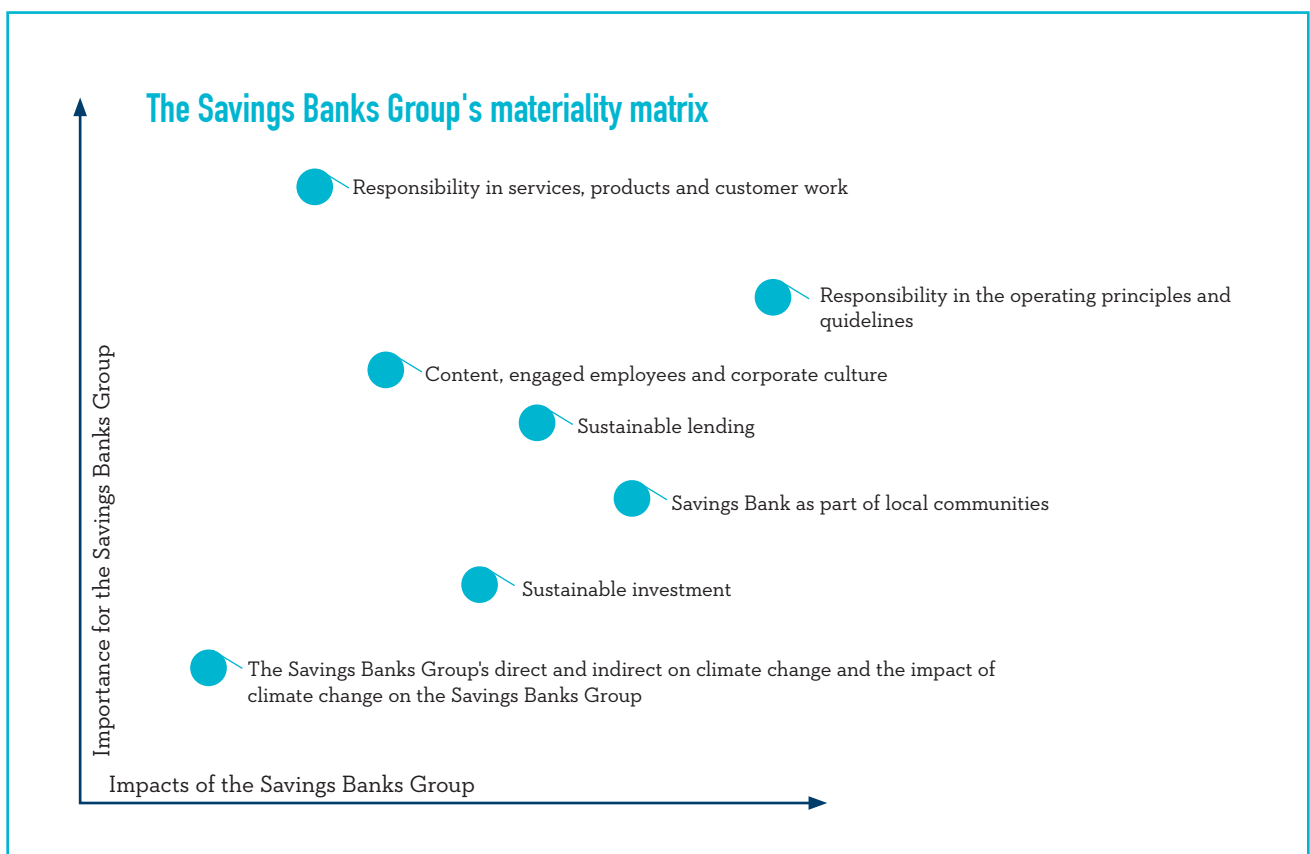 The Savings Banks Group's materiality matrix
Responsibility in services, products and customer work
Responsibility in the operating principles and
quidelines
Content, engaged employees and corporate culture
Sustainable lending
Savings Bank as part of local communities
Sustainable investment
The Savings Banks Group's direct and indirect on climate change and the impact of
climate change on the Savings Banks Group
Importance for the Savings Banks Group
Impacts of the Savings Banks Group